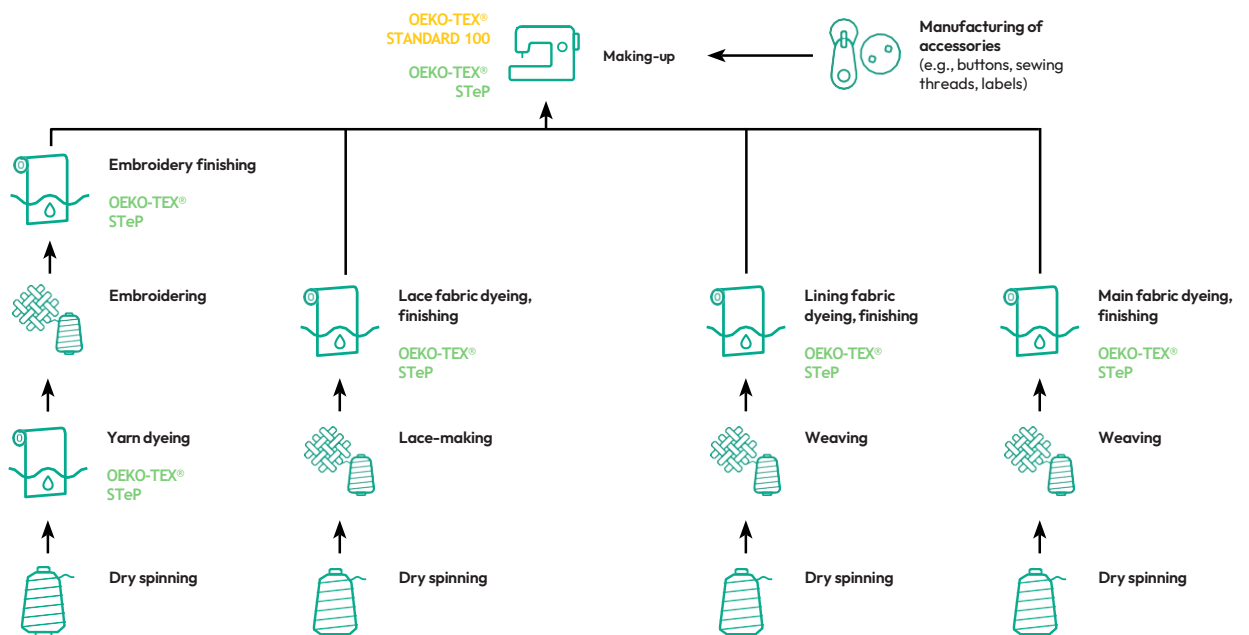 OEKO-TEX®
STANDARD 100
OEKO-TEX®
STeP
Making-up
Manufacturing of
accessories
(e.g., buttons, sewing
threads, labels)
Embroidery finishing
OEKO-TEX®
STeP
Embroidering
Lace fabric dyeing,
finishing
OEKO-TEX®
STeP
Lining fabric
dyeing, finishing
OEKO-TEX®
STeP
Main fabric dyeing,
finishing
OEKO-TEX®
STeP
Yarn dyeing
OEKO-TEX®
STeP
Lace-making
Weaving
Weaving
Dry spinning
Dry spinning
Dry spinning
Dry spinning